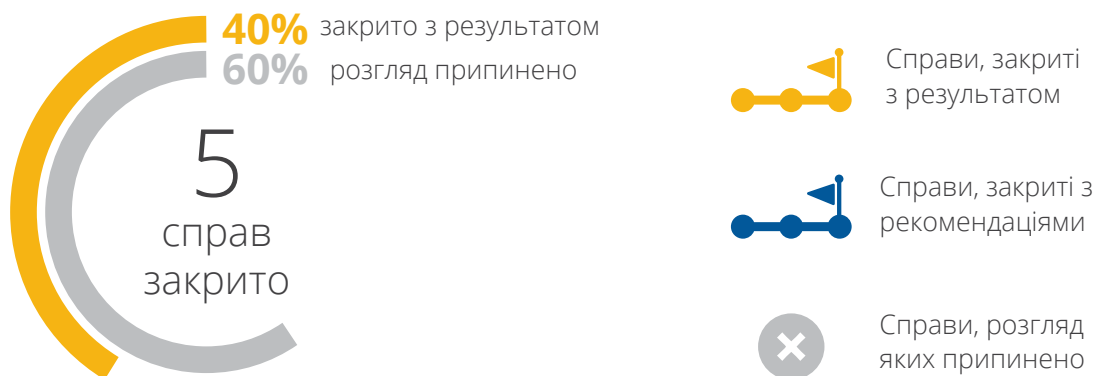 40% закрито з результатом
60% розгляд припинено
5
справ
закрито
Справи, закриті
з результатом
Справи, закриті з
рекомендаціями
Справи, розгляд
яких припинено